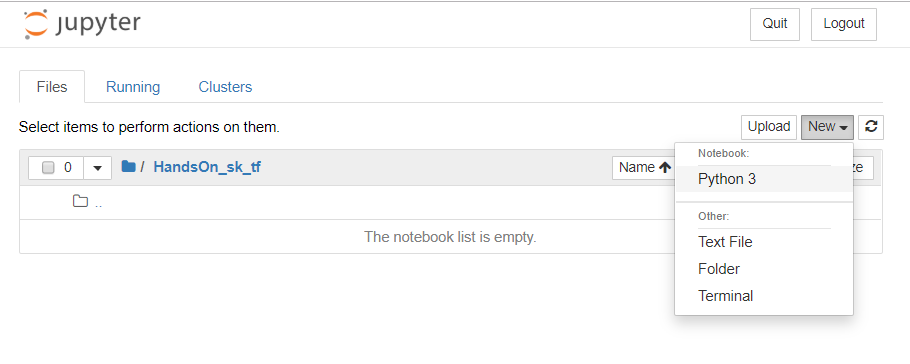 jupyter
Quit
Logout
Files
Running
Clusters
Select items to perform actions on them.
Upload
New
0
/
HandsOn_sk_tf
Name
ze
..
The notebook list is empty.
Notebook:
Python 3
Other:
Text File
Folder
Terminal